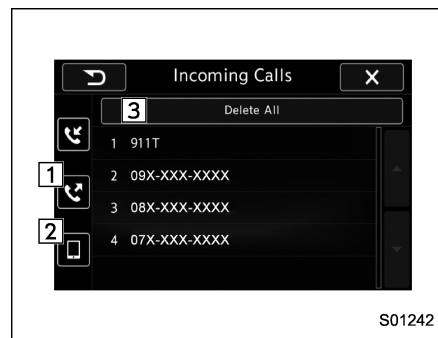 Incoming Calls
X
3 Delete All
1 911T
1
2 09X-XXX-XXXX
3 08X-XXX-XXXX
2
4 07X-XXX-XXXX
S01242